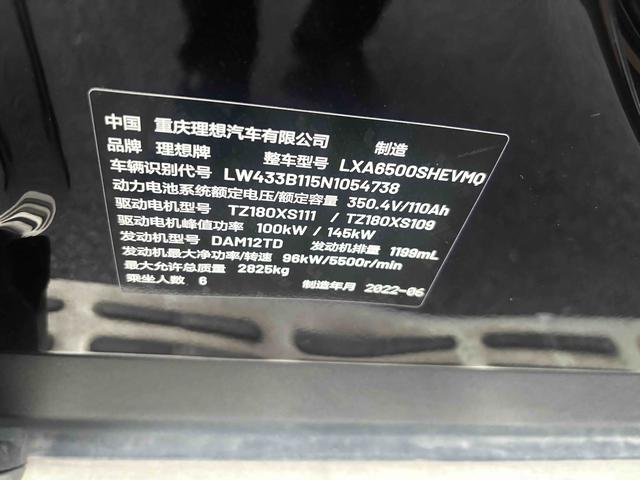 中国 重庆理想汽车有限公司 制造
品牌 理想牌 整车型号 LXA6500SHEVM0
车辆识别代号 LW433B115N1054738
动力电池系统额定电压/额定容量 350.4V/110Ah
驱动电机型号 TZ180XS111 / TZ180XS109
驱动电机峰值功率 100kW / 145kW
发动机型号 DAM12TD 发动机排量 1199mL
发动机最大净功率/转速 96kW/5500r/min
最大允许总质量 2825kg
乘坐人数 6 制造年月 2022-06